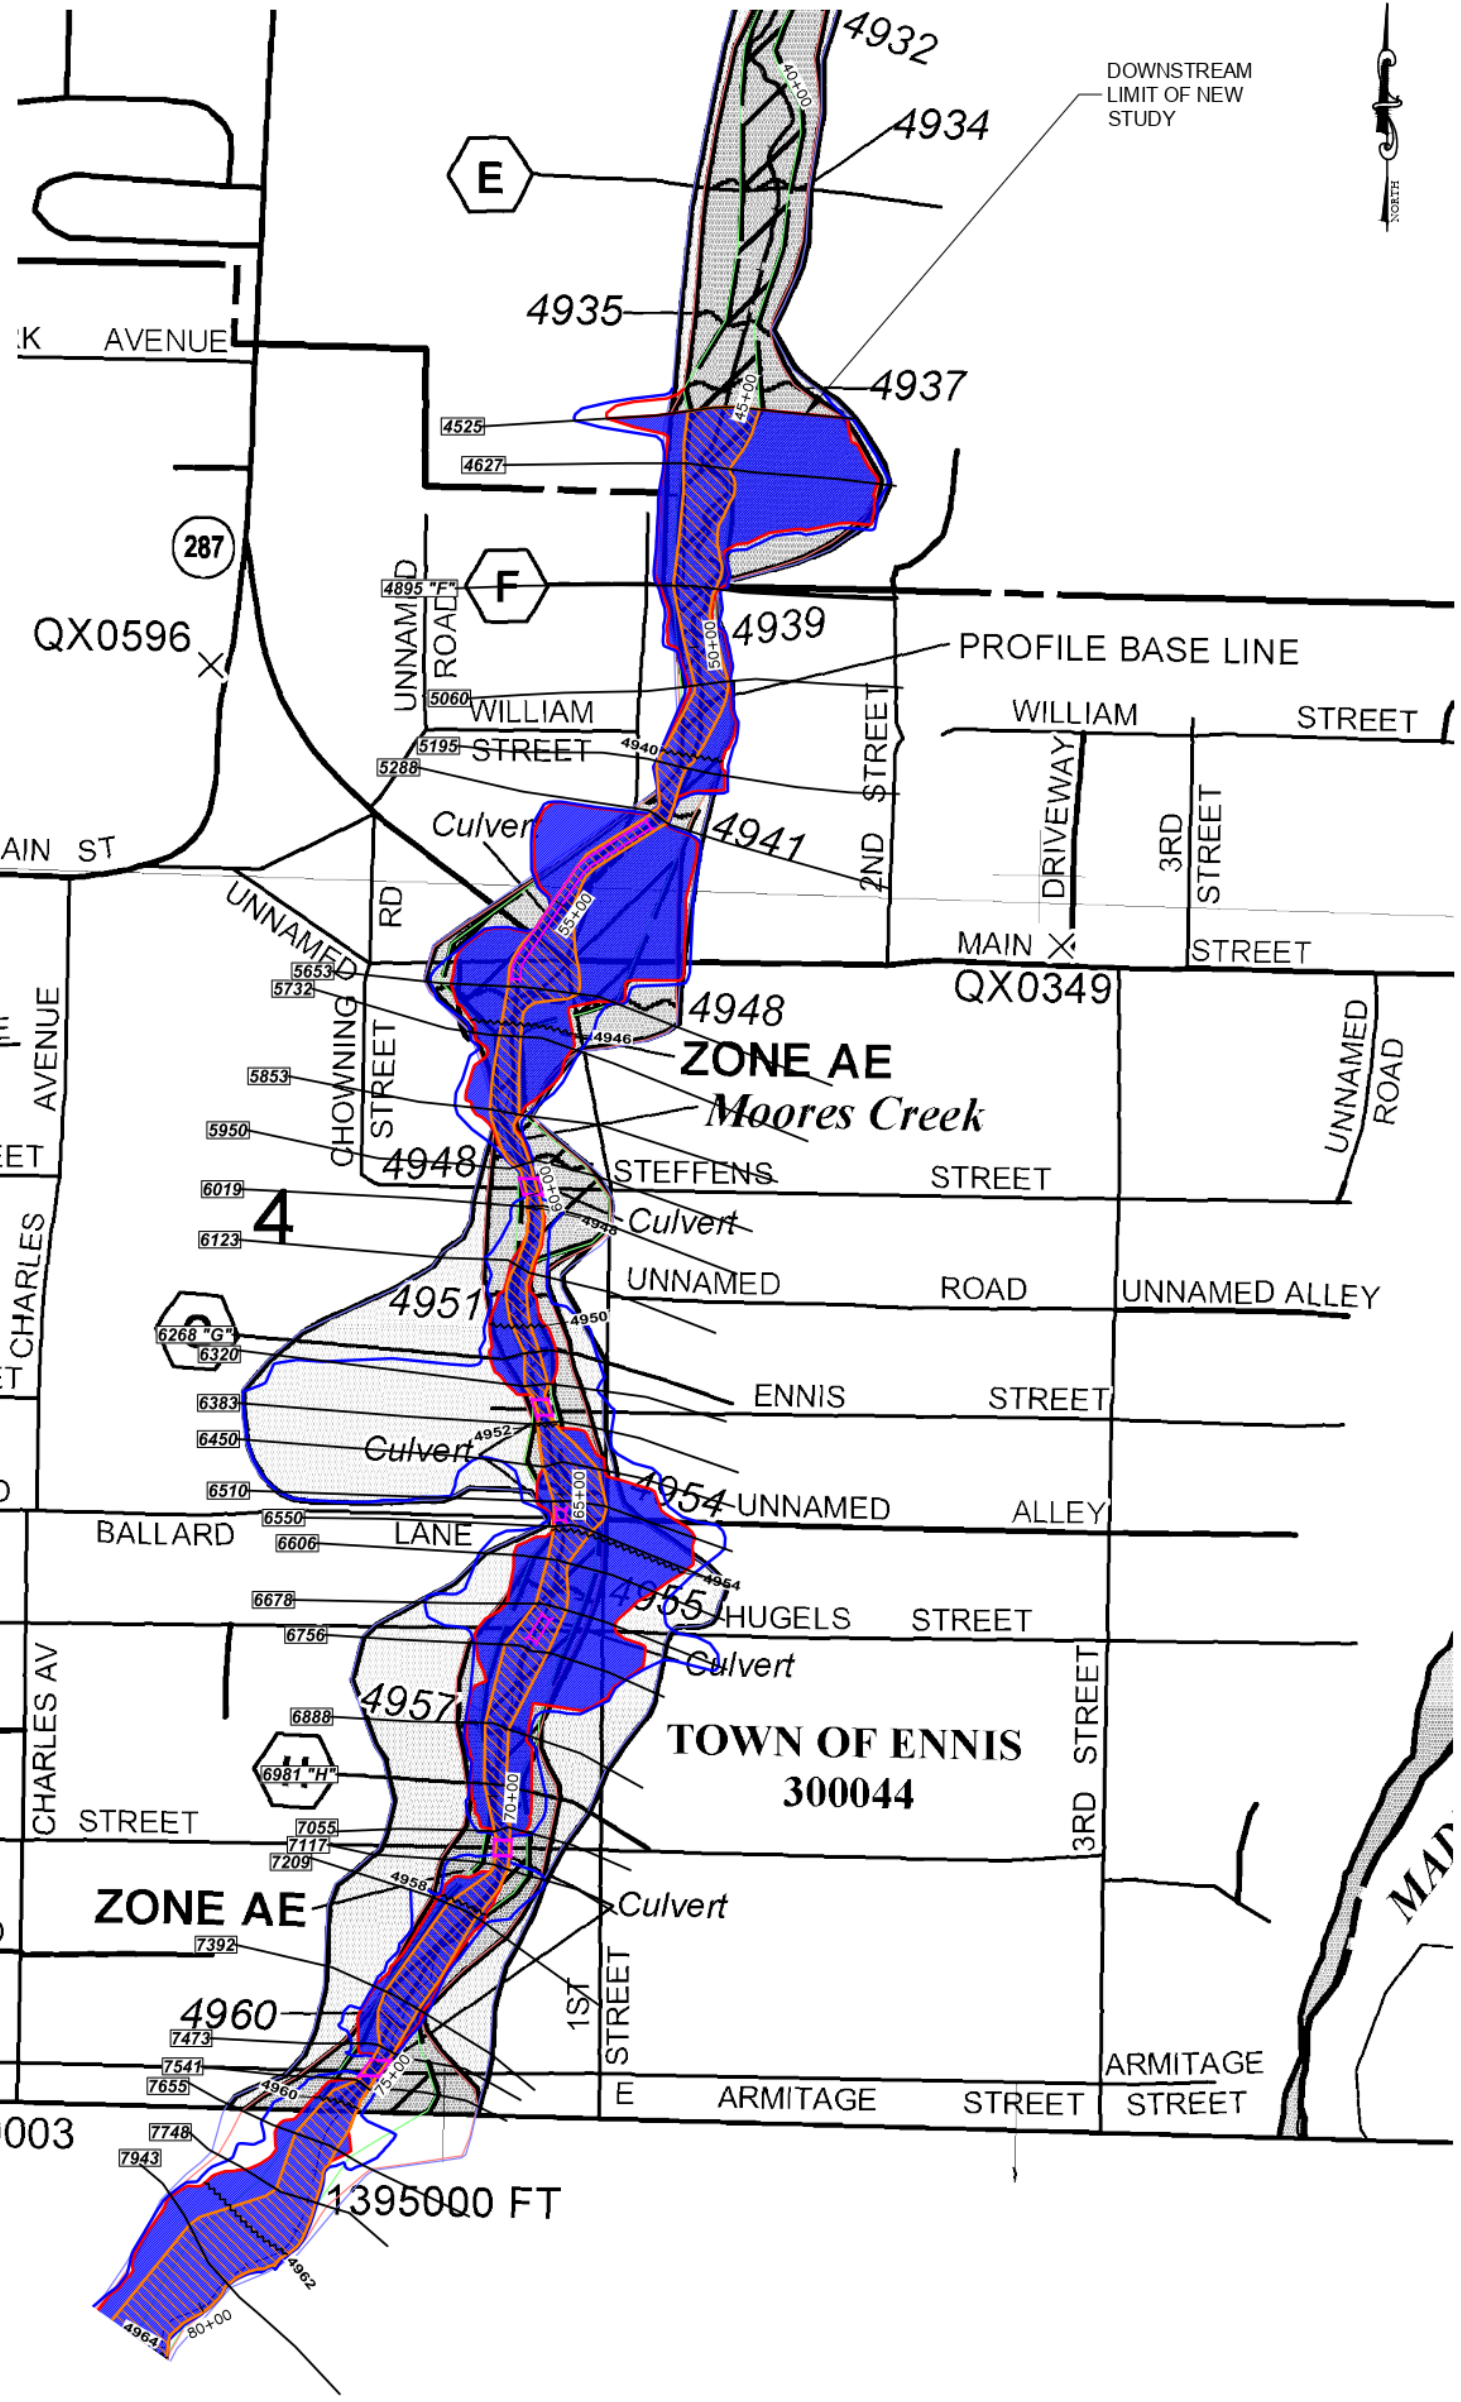 4932
DOWNSTREAM
LIMIT OF NEW
STUDY
40+00
4934
E
NORTH
4935
4937
45+00
4525
4627
AVENUE
287
4895 "F"
F
UNNAMED
ROAD
QX0596
4939
50+00
PROFILE BASE LINE
5060
WILLIAM
STREET
WILLIAM
STREET
5195
5288
4940
2ND
STREET
DRIVEWAY
3RD
STREET
4941
AIN ST
UNNAMED
RD
55+00
MAIN
STREET
QX0349
5653
5732
4948
4946
ZONE AE
Moores Creek
AVENUE
CHOWNING
STREET
UNNAMED
ROAD
5853
5950
4948
60+00
STEFFENS
STREET
6019
4
Culvert
4948
6123
CHARLES
UNNAMED
ROAD
UNNAMED ALLEY
4951
4950
6268 "G"
6320
6383
ENNIS
STREET
6450
Culvert
4952
6510
65+00
4954
UNNAMED
ALLEY
6550
BALLARD
LANE
6606
4954
4955
6678
HUGELS
STREET
6756
Culvert
CHARLES AV
4957
6888
TOWN OF ENNIS
300044
3RD
STREET
6981 "H"
H
70+00
STREET
7055
7117
7209
4958
Culvert
ZONE AE
7392
1ST
STREET
4960
7473
7541
7655
4960
75+00
E
ARMITAGE
STREET
ARMITAGE
STREET
003
7748
7943
1395000 FT
4962
4964
80+00